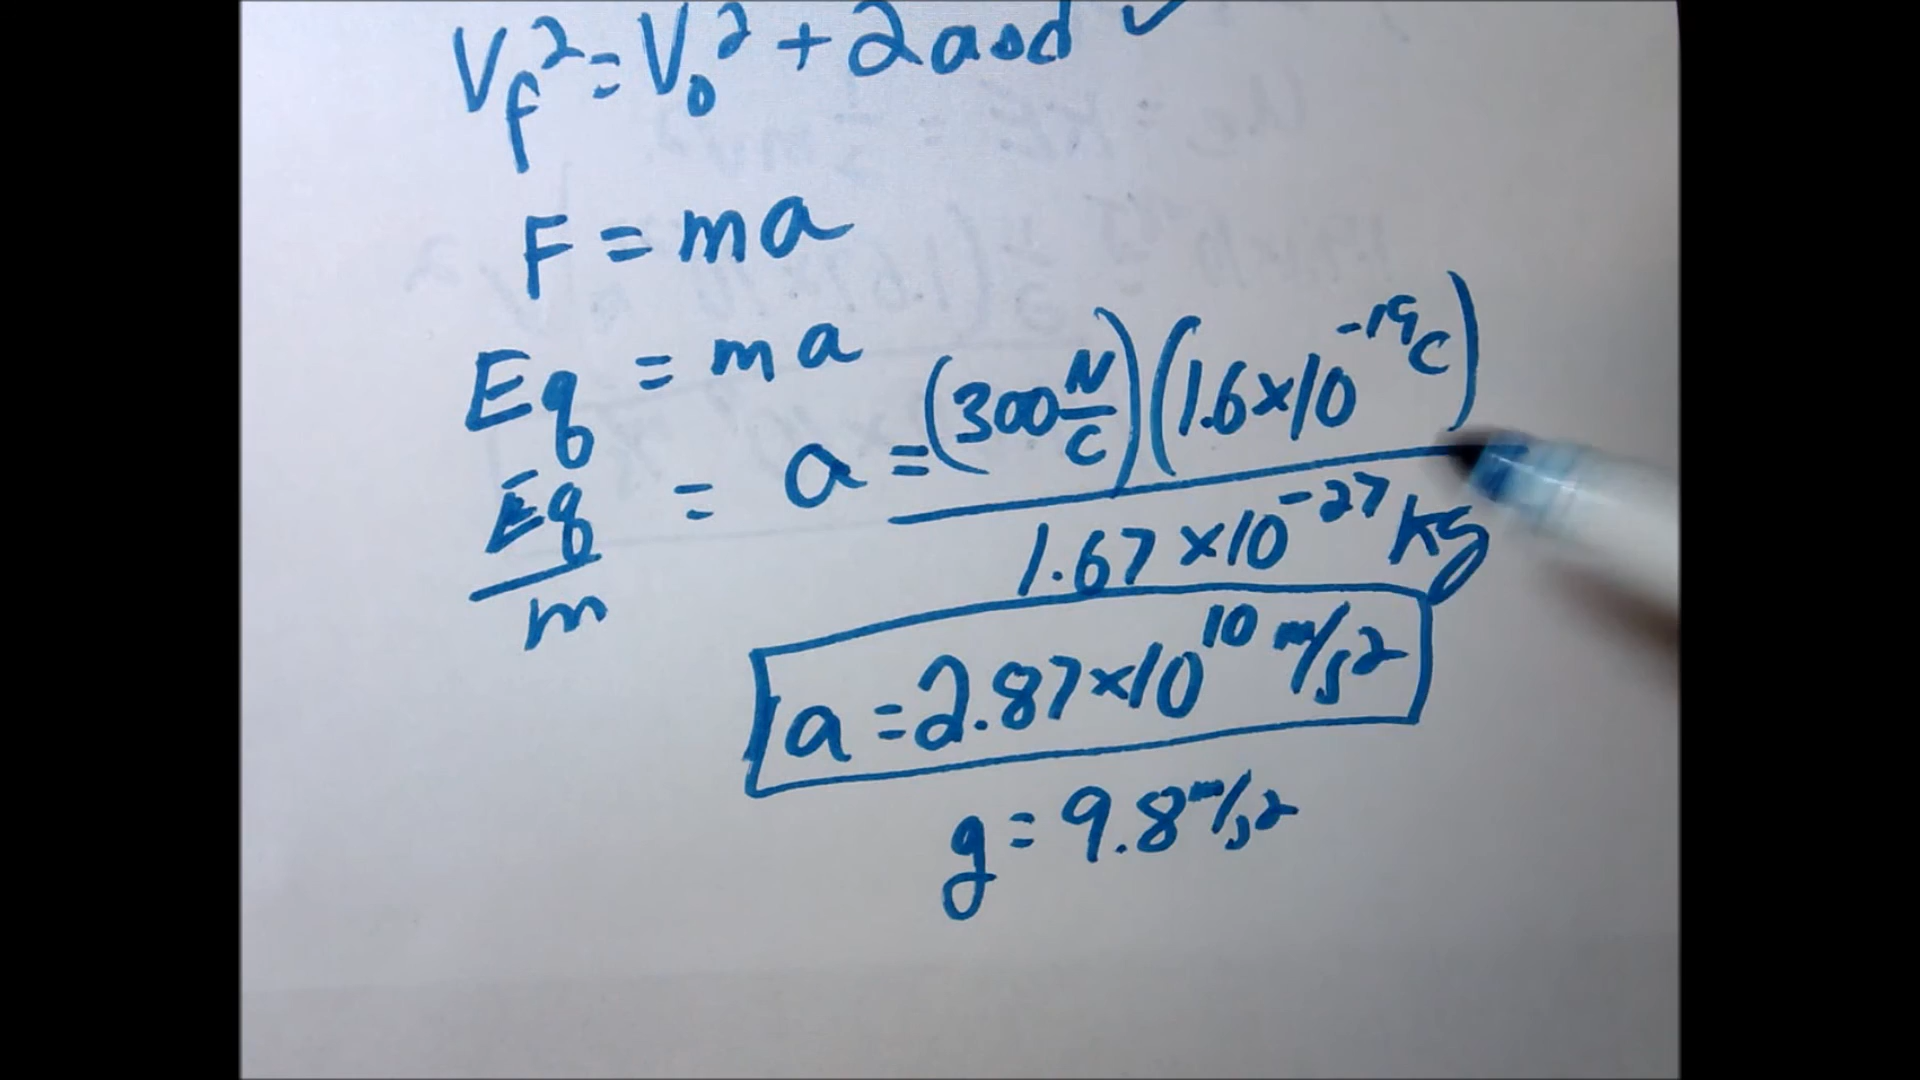 Vf² = V₀² + 2aΔd ✓
F = ma
Eq = ma
Eq/m = a = (300 N/C)(1.6×10⁻¹⁹C)
1.67×10⁻²⁷ kg
a = 2.87×10¹⁰ m/s²
g = 9.8 m/s²